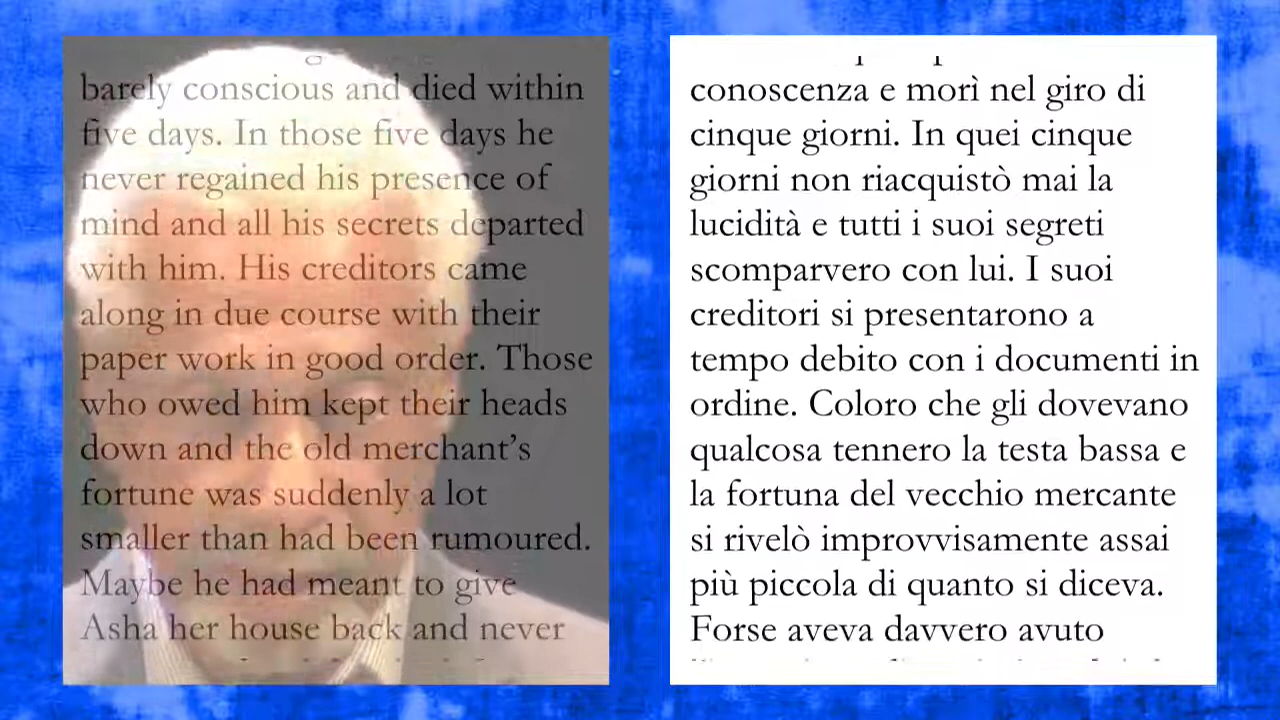 barely conscious and died within
five days. In those five days he
never regained his presence of
mind and all his secrets departed
with him. His creditors came
along in due course with their
paper work in good order. Those
who owed him kept their heads
down and the old merchant’s
fortune was suddenly a lot
smaller than had been rumoured.
Maybe he had meant to give
Asha her house back and never
conoscenza e morì nel giro di
cinque giorni. In quei cinque
giorni non riacquistò mai la
lucidità e tutti i suoi segreti
scomparvero con lui. I suoi
creditori si presentarono a
tempo debito con i documenti in
ordine. Coloro che gli dovevano
qualcosa tennero la testa bassa e
la fortuna del vecchio mercante
si rivelò improvvisamente assai
più piccola di quanto si diceva.
Forse aveva davvero avuto